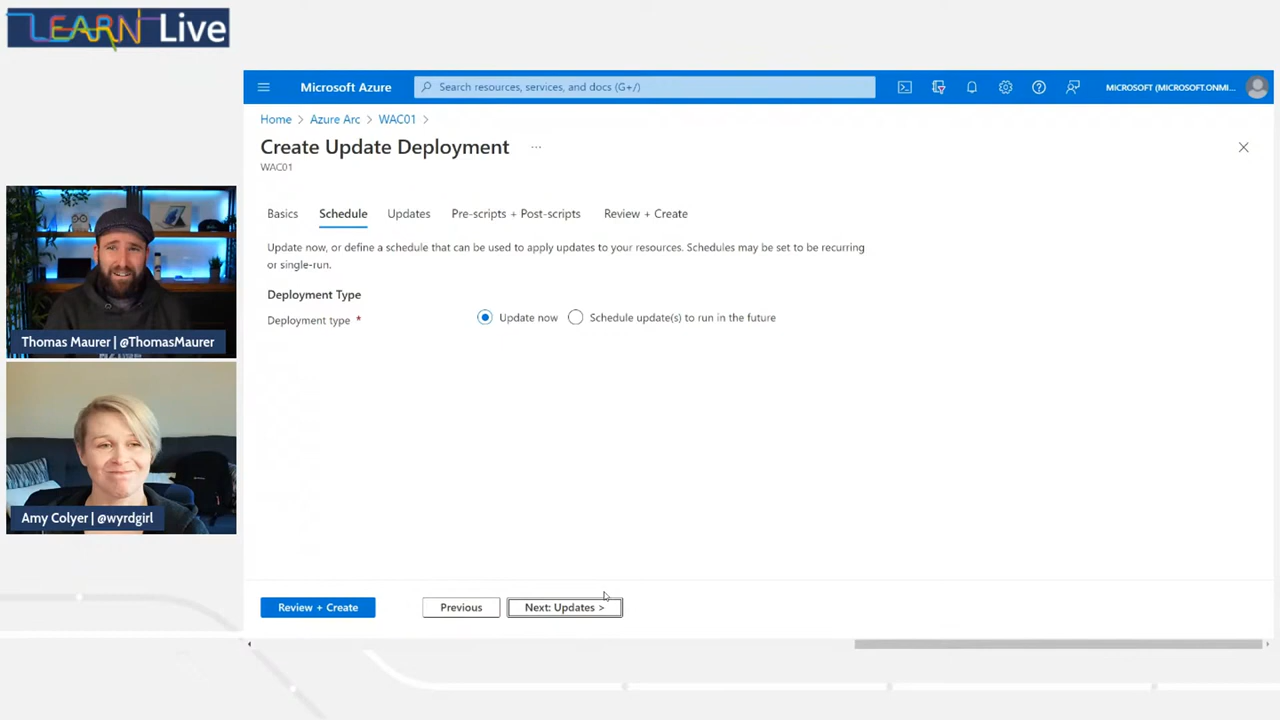 LEARN Live
Microsoft Azure
Search resources, services, and docs (G+/)
MICROSOFT (MICROSOFT.ONMI...
Home > Azure Arc > WAC01 >
Create Update Deployment ...
WAC01
Basics Schedule Updates Pre-scripts + Post-scripts Review + Create
Update now, or define a schedule that can be used to apply updates to your resources. Schedules may be set to be recurring
or single-run.
Deployment Type
Deployment type * Update now Schedule update(s) to run in the future
Thomas Maurer | @ThomasMaurer
Amy Colyer | @wyrdgirl
Review + Create Previous Next: Updates >